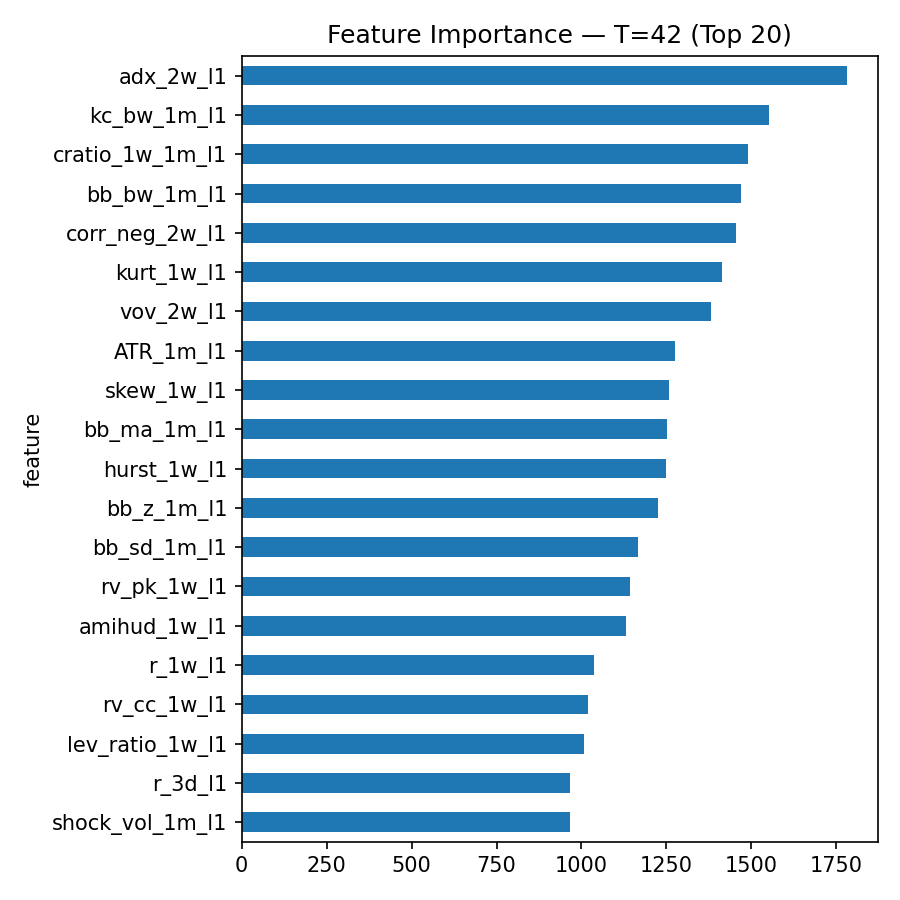 Feature Importance — T=42 (Top 20)
adx_2w_l1
kc_bw_1m_l1
cratio_1w_1m_l1
bb_bw_1m_l1
corr_neg_2w_l1
kurt_1w_l1
vov_2w_l1
ATR_1m_l1
skew_1w_l1
bb_ma_1m_l1
hurst_1w_l1
bb_z_1m_l1
bb_sd_1m_l1
rv_pk_1w_l1
amihud_1w_l1
r_1w_l1
rv_cc_1w_l1
lev_ratio_1w_l1
r_3d_l1
shock_vol_1m_l1
feature
0 250 500 750 1000 1250 1500 1750